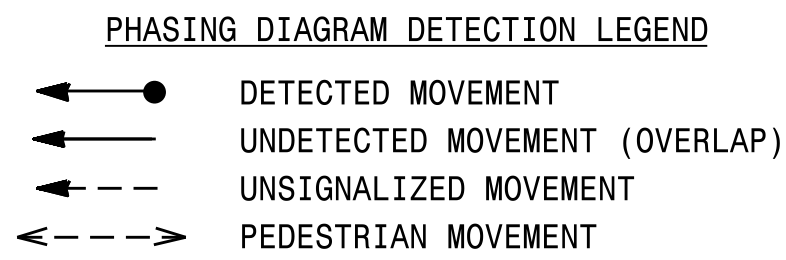 PHASING DIAGRAM DETECTION LEGEND
DETECTED MOVEMENT
UNDETECTED MOVEMENT (OVERLAP)
UNSIGNALIZED MOVEMENT
PEDESTRIAN MOVEMENT